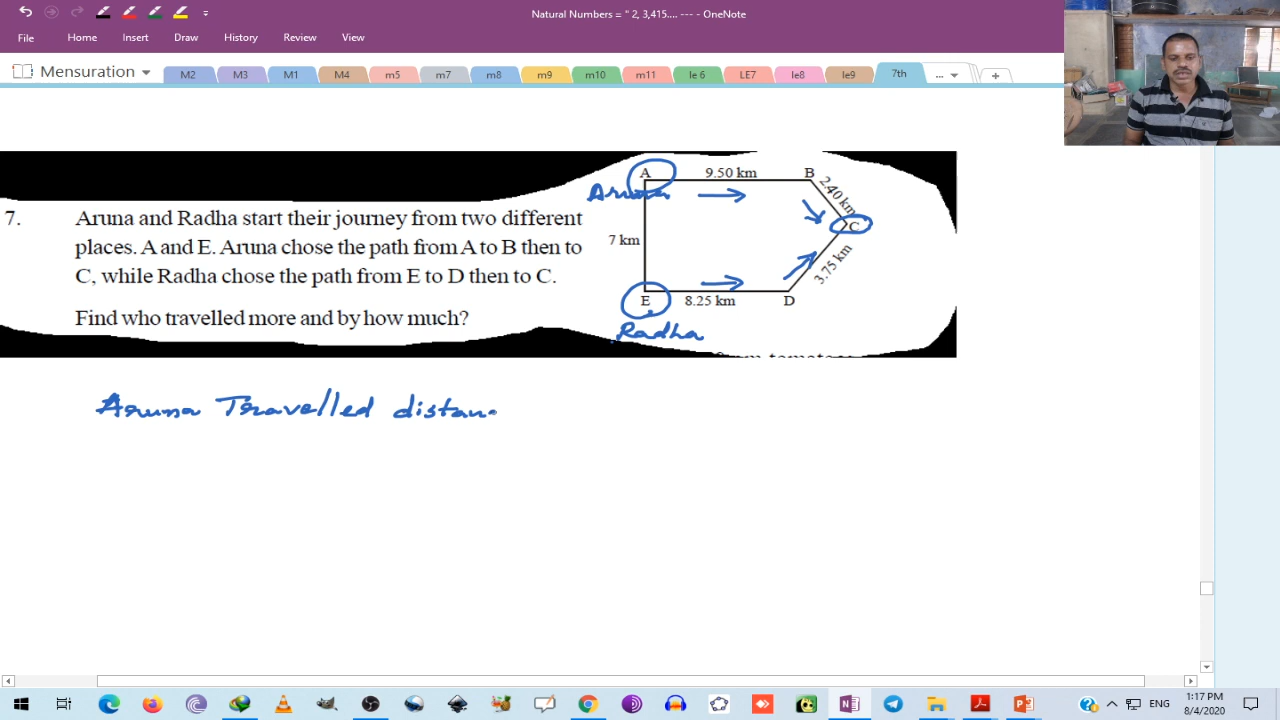 Natural Numbers = " 2, 3,415.... --- - OneNote
File Home Insert Draw History Review View
Mensuration M2 M3 M1 M4 m5 m7 m8 m9 m10 m11 le 6 LE7 le8 le9 7th ... +
A 9.50 km B
Aruna
2.40 km
7. Aruna and Radha start their journey from two different
places. A and E. Aruna chose the path from A to B then to
C, while Radha chose the path from E to D then to C.
Find who travelled more and by how much?
7 km
C
3.75 km
E 8.25 km D
Radha
Aruna Travelled distan
ENG
1:17 PM
8/4/2020